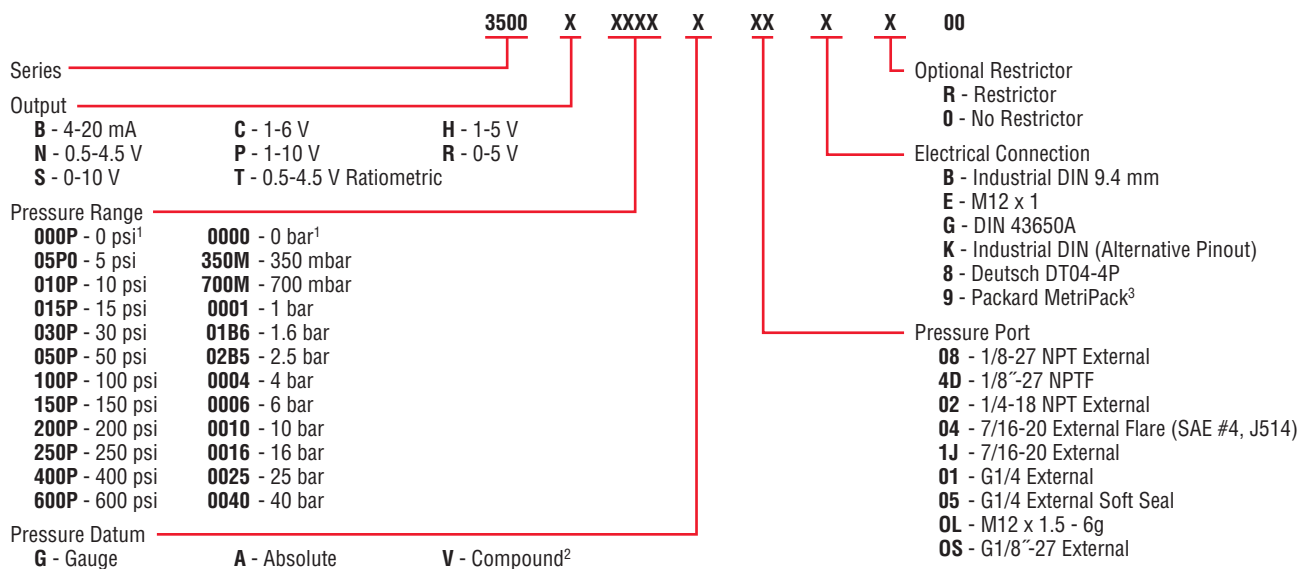 3500 X XXXX X XX X X 00
Series
Output
B - 4-20 mA C - 1-6 V H - 1-5 V
N - 0.5-4.5 V P - 1-10 V R - 0-5 V
S - 0-10 V T - 0.5-4.5 V Ratiometric
Pressure Range
000P - 0 psi¹ 0000 - 0 bar¹
05P0 - 5 psi 350M - 350 mbar
010P - 10 psi 700M - 700 mbar
015P - 15 psi 0001 - 1 bar
030P - 30 psi 01B6 - 1.6 bar
050P - 50 psi 02B5 - 2.5 bar
100P - 100 psi 0004 - 4 bar
150P - 150 psi 0006 - 6 bar
200P - 200 psi 0010 - 10 bar
250P - 250 psi 0016 - 16 bar
400P - 400 psi 0025 - 25 bar
600P - 600 psi 0040 - 40 bar
Pressure Datum
G - Gauge A - Absolute V - Compound²
Optional Restrictor
R - Restrictor
0 - No Restrictor
Electrical Connection
B - Industrial DIN 9.4 mm
E - M12 x 1
G - DIN 43650A
K - Industrial DIN (Alternative Pinout)
8 - Deutsch DT04-4P
9 - Packard MetriPack³
Pressure Port
08 - 1/8-27 NPT External
4D - 1/8˝-27 NPTF
02 - 1/4-18 NPT External
04 - 7/16-20 External Flare (SAE #4, J514)
1J - 7/16-20 External
01 - G1/4 External
05 - G1/4 External Soft Seal
OL - M12 x 1.5 - 6g
OS - G1/8˝-27 External